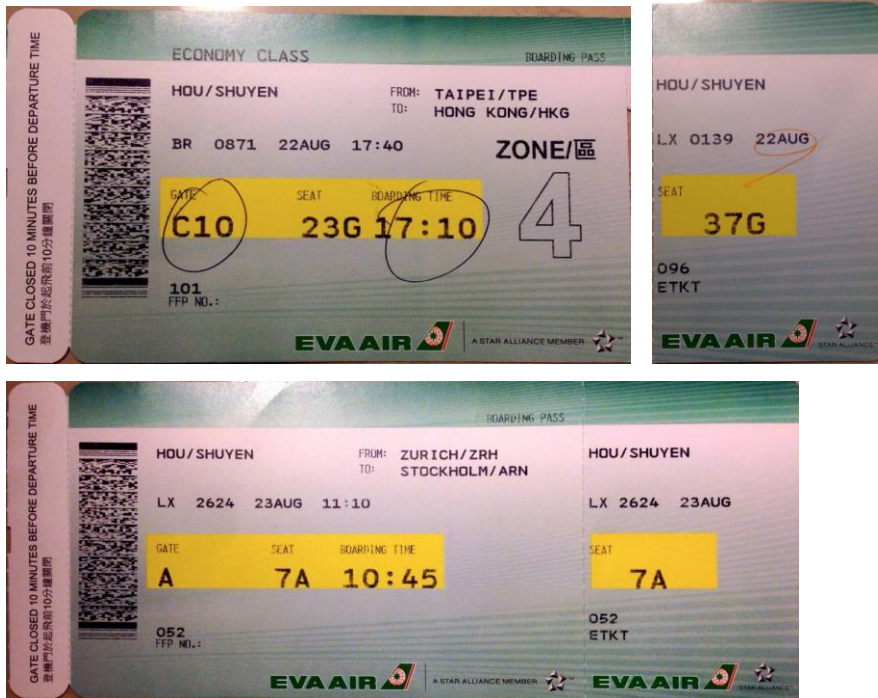 GATE CLOSED 10 MINUTES BEFORE DEPARTURE TIME
登機門於起飛前10分鐘關閉
ECONOMY CLASS
BOARDING PASS
HOU/SHUYEN
FROM: TAIPEI/TPE
TO: HONG KONG/HKG
BR 0871 22AUG 17:40
ZONE/區
4
GATE SEAT BOARDING TIME
C10 23G 17:10
101
FFP NO.:
EVA AIR
A STAR ALLIANCE MEMBER
HOU/SHUYEN
LX 0139 22AUG
SEAT
37G
096
ETKT
EVA AIR
STAR ALLIANCE
GATE CLOSED 10 MINUTES BEFORE DEPARTURE TIME
登機門於起飛前10分鐘關閉
BOARDING PASS
HOU/SHUYEN
FROM: ZURICH/ZRH
TO: STOCKHOLM/ARN
LX 2624 23AUG 11:10
GATE SEAT BOARDING TIME
A 7A 10:45
052
FFP NO.:
EVA AIR
A STAR ALLIANCE MEMBER
HOU/SHUYEN
LX 2624 23AUG
SEAT
7A
052
ETKT
EVA AIR
STAR ALLIANCE